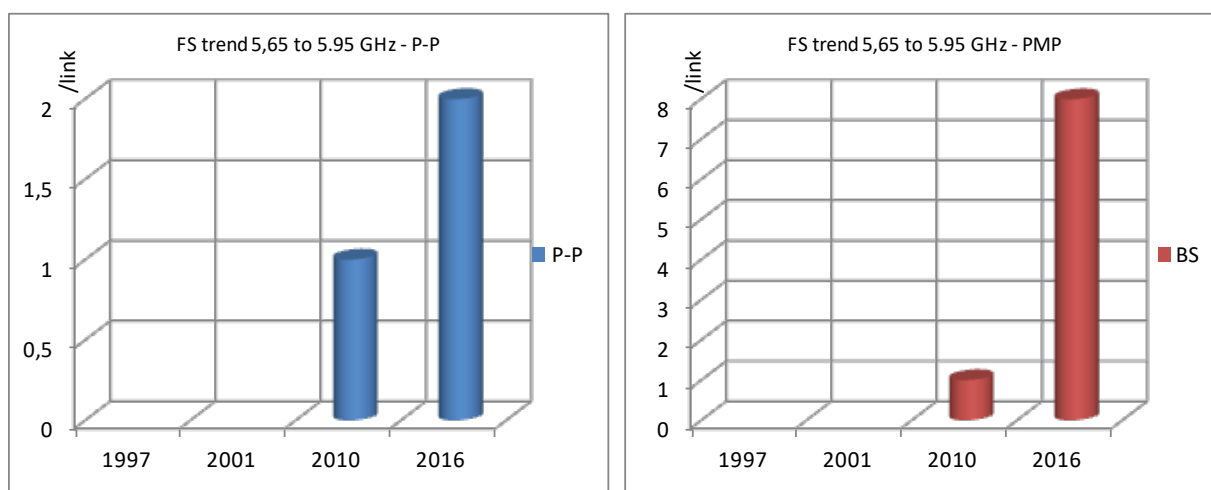 FS trend 5,65 to 5.95 GHz - P-P
/link
2
1,5
1
0,5
0
1997 2001 2010 2016
P-P
FS trend 5,65 to 5.95 GHz - PMP
/link
8
7
6
5
4
3
2
1
0
1997 2001 2010 2016
BS